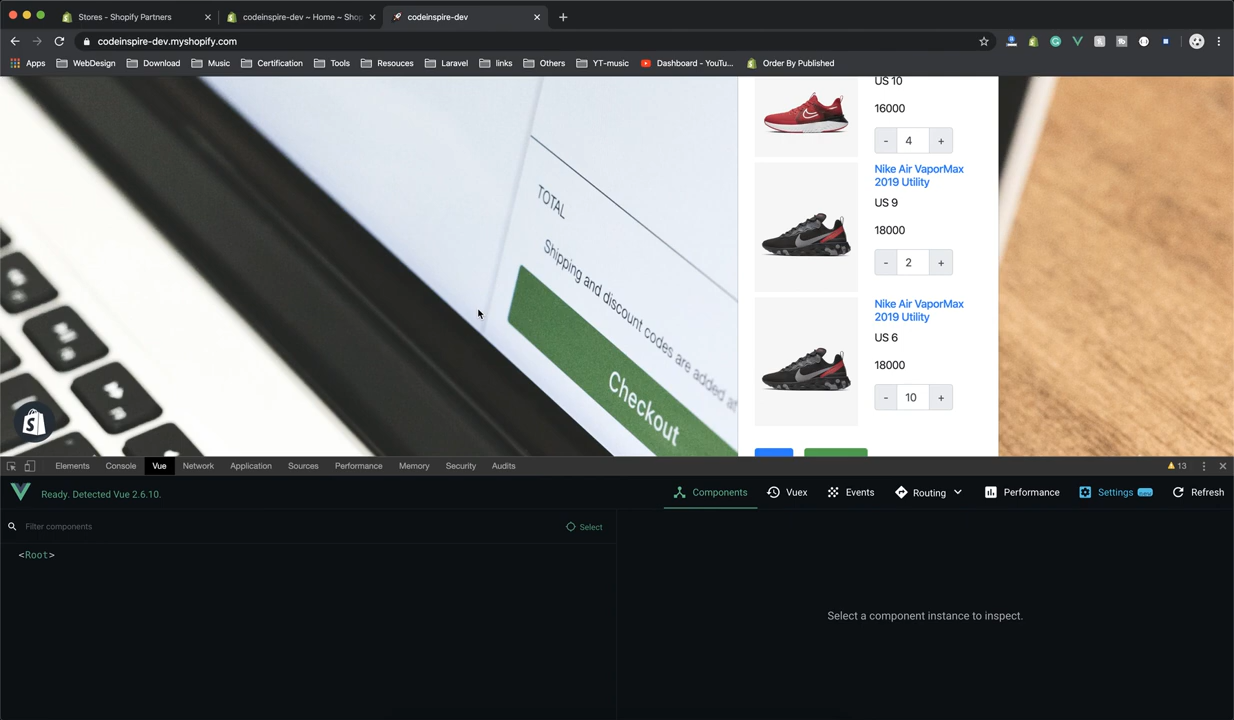 Stores - Shopify Partners
codeinspire-dev ~ Home ~ Shop
codeinspire-dev
codeinspire-dev.myshopify.com
Apps
WebDesign
Download
Music
Certification
Tools
Resouces
Laravel
links
Others
YT-music
Dashboard - YouTu...
Order By Published
TOTAL
Shipping and discount codes are added at
Checkout
US 10
16000
- 4 +
Nike Air VaporMax
2019 Utility
US 9
18000
- 2 +
Nike Air VaporMax
2019 Utility
US 6
18000
- 10 +
Elements
Console
Vue
Network
Application
Sources
Performance
Memory
Security
Audits
13
Ready. Detected Vue 2.6.10.
Components
Vuex
Events
Routing
Performance
Settings
Refresh
Filter components
Select
<Root>
Select a component instance to inspect.